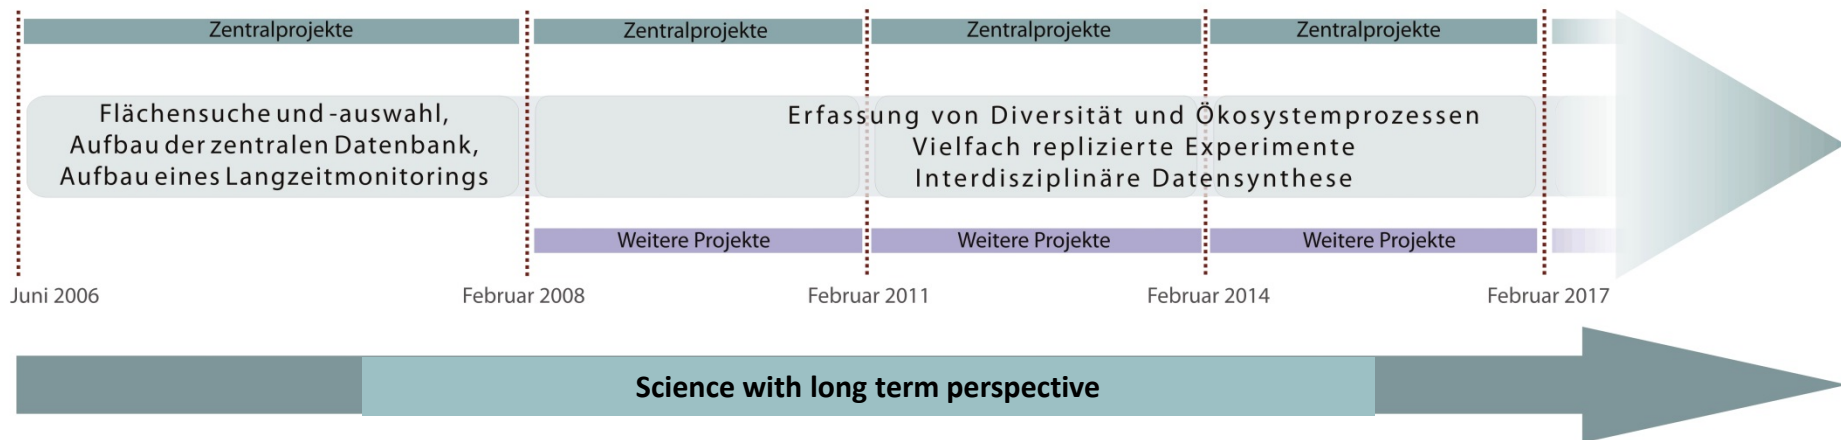 Zentralprojekte Zentralprojekte Zentralprojekte Zentralprojekte
Flächensuche und -auswahl,
Aufbau der zentralen Datenbank,
Aufbau eines Langzeitmonitorings
Erfassung von Diversität und Ökosystemprozessen
Vielfach replizierte Experimente
Interdisziplinäre Datensynthese
Weitere Projekte Weitere Projekte Weitere Projekte
Juni 2006 Februar 2008 Februar 2011 Februar 2014 Februar 2017
Science with long term perspective